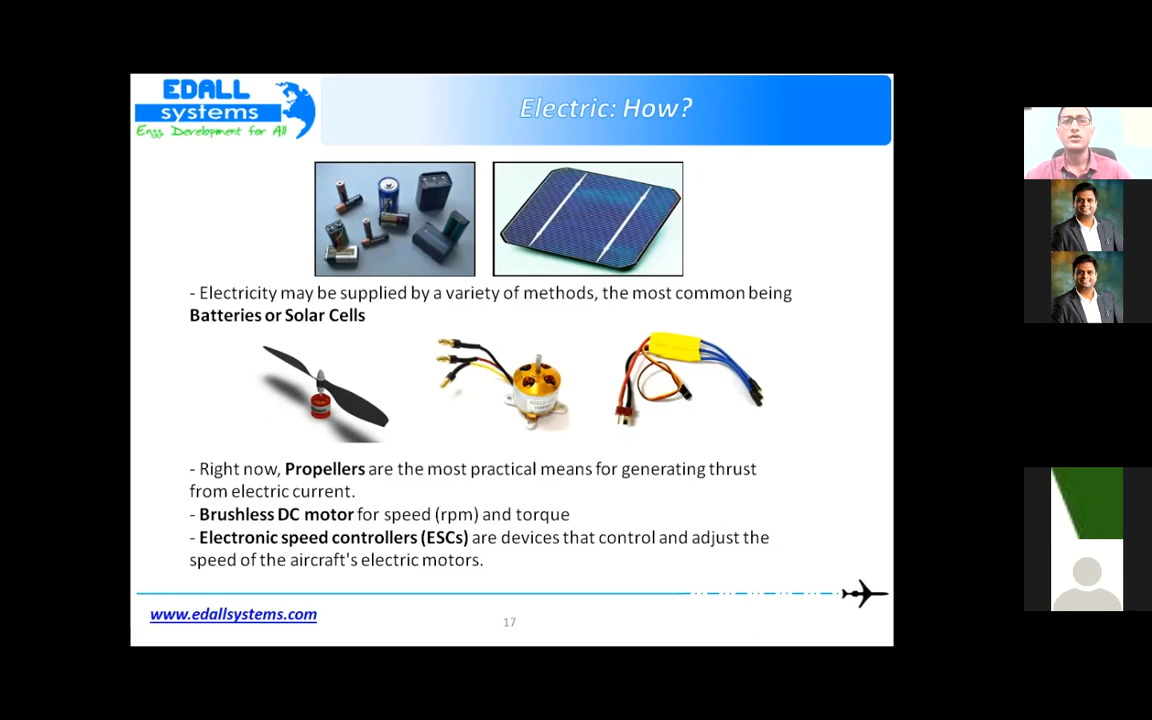 EDALL
systems
Engg Development for All
Electric: How?
- Electricity may be supplied by a variety of methods, the most common being
Batteries or Solar Cells
- Right now, Propellers are the most practical means for generating thrust
from electric current.
- Brushless DC motor for speed (rpm) and torque
- Electronic speed controllers (ESCs) are devices that control and adjust the
speed of the aircraft's electric motors.
www.edallsystems.com
17